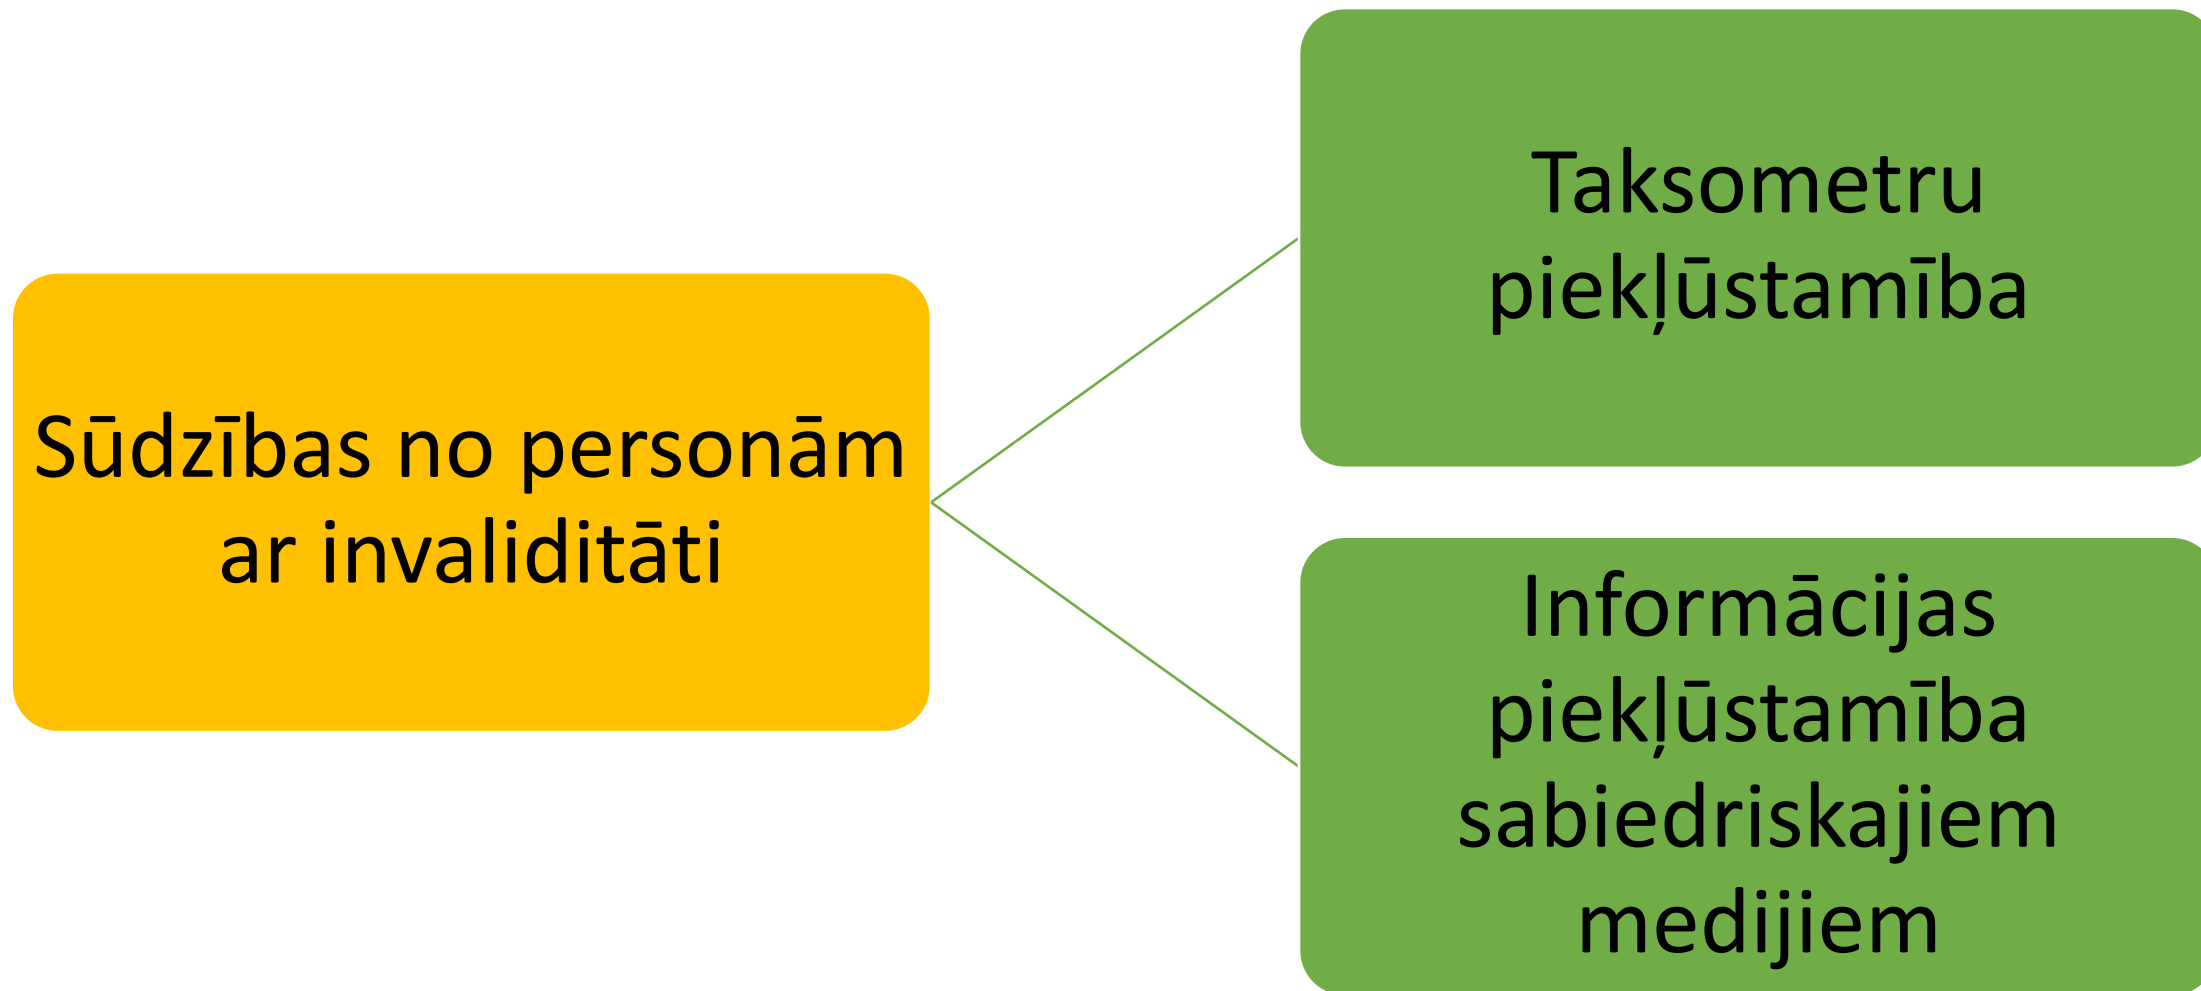 Sūdzības no personām
ar invaliditāti
Taksometru
piekļūstamība
Informācijas
piekļūstamība
sabiedriskajiem
medijiem